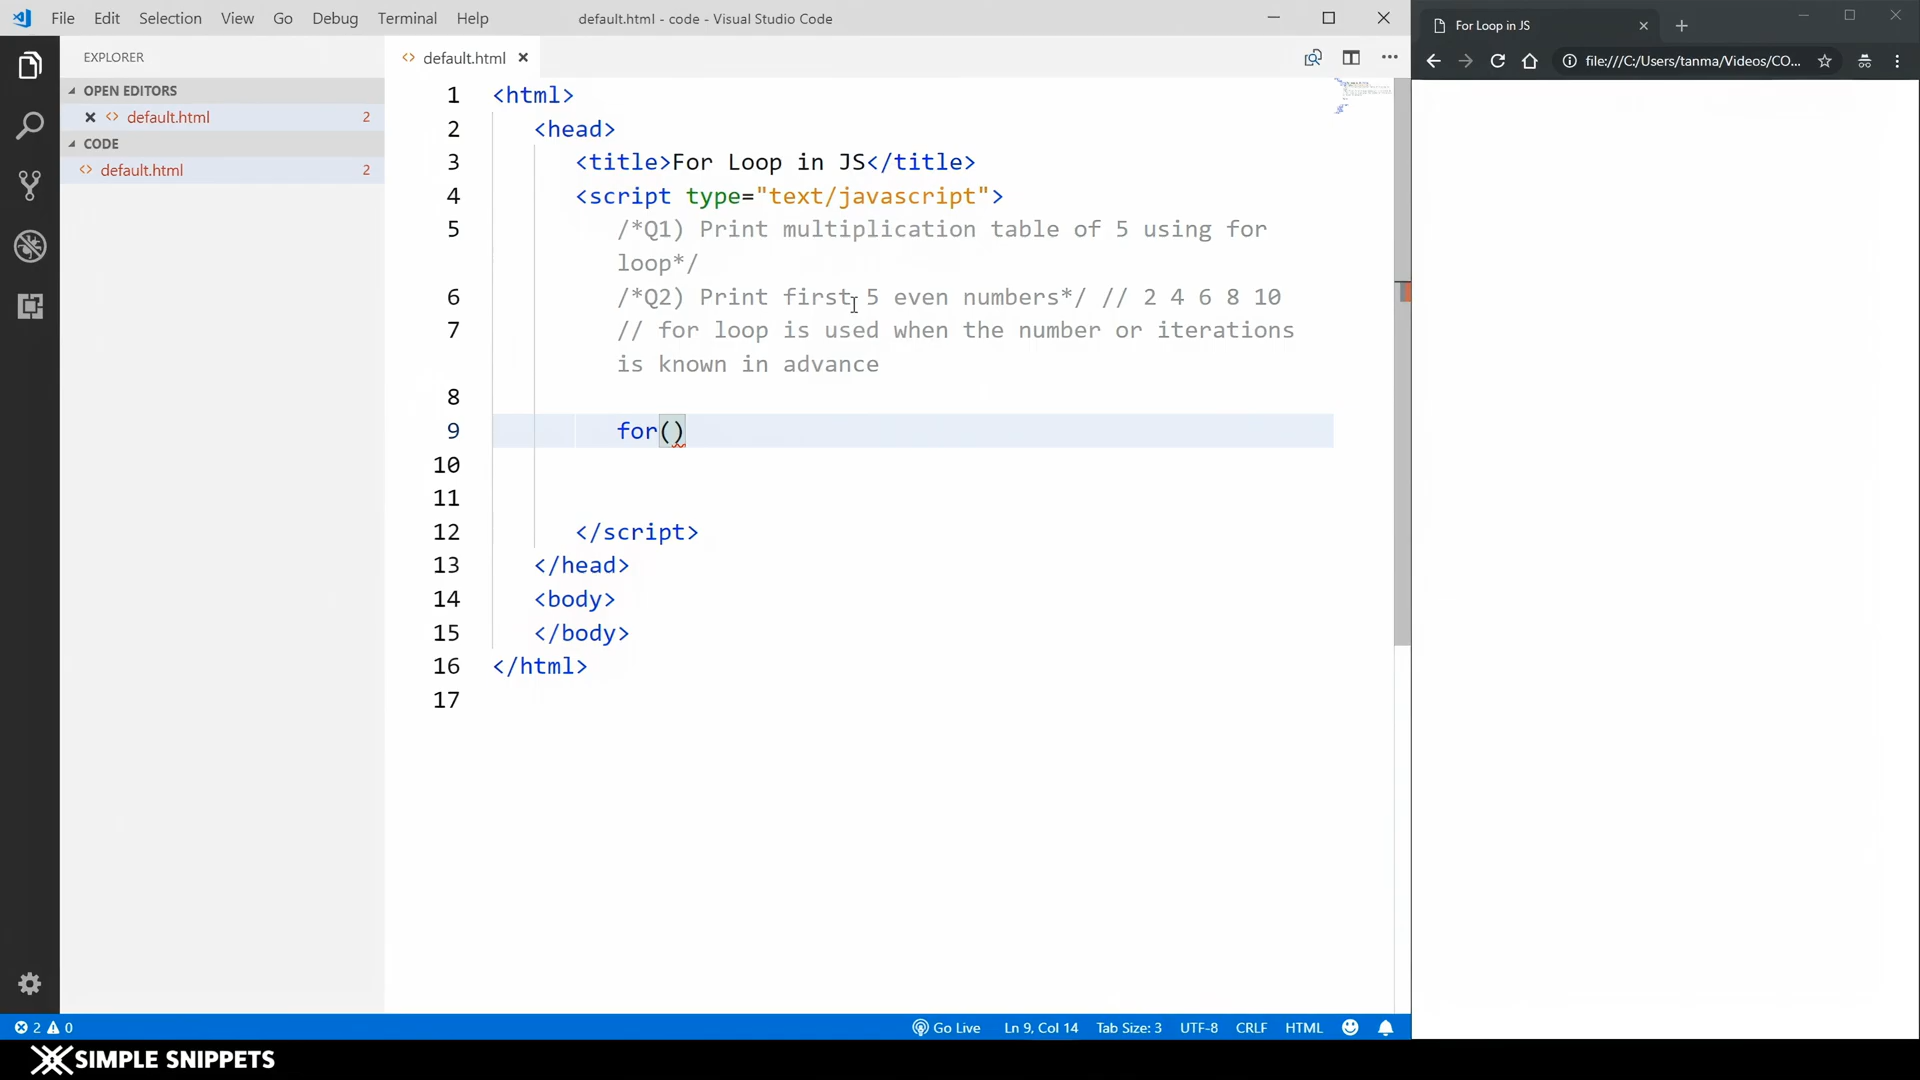 File Edit Selection View Go Debug Terminal Help default.html - code - Visual Studio Code
For Loop in JS
file:///C:/Users/tanma/Videos/CO...
EXPLORER
OPEN EDITORS
default.html 2
CODE
default.html 2
default.html
1 <html>
2 <head>
3 <title>For Loop in JS</title>
4 <script type="text/javascript">
5 /*Q1) Print multiplication table of 5 using for
loop*/
6 /*Q2) Print first 5 even numbers*/ // 2 4 6 8 10
7 // for loop is used when the number or iterations
is known in advance
8
9 for()
10
11
12 </script>
13 </head>
14 <body>
15 </body>
16 </html>
17
2 0 Go Live Ln 9, Col 14 Tab Size: 3 UTF-8 CRLF HTML
SIMPLE SNIPPETS